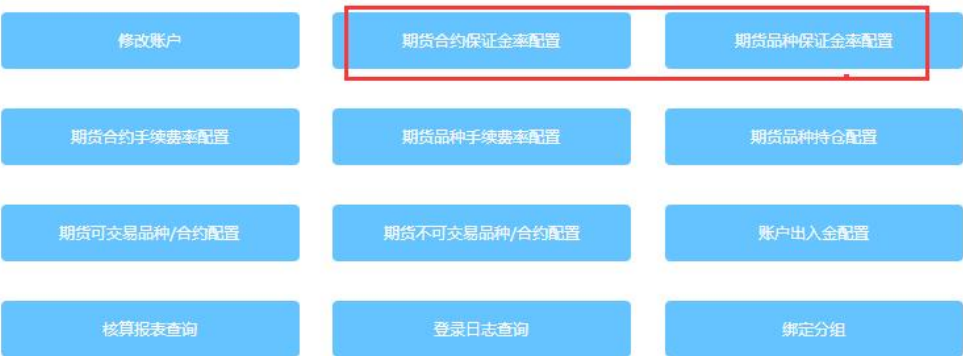 修改账户
期货合约保证金率配置
期货品种保证金率配置
期货合约手续费率配置
期货品种手续费率配置
期货品种持仓配置
期货可交易品种/合约配置
期货不可交易品种/合约配置
账户出入金配置
核算报表查询
登录日志查询
绑定分组